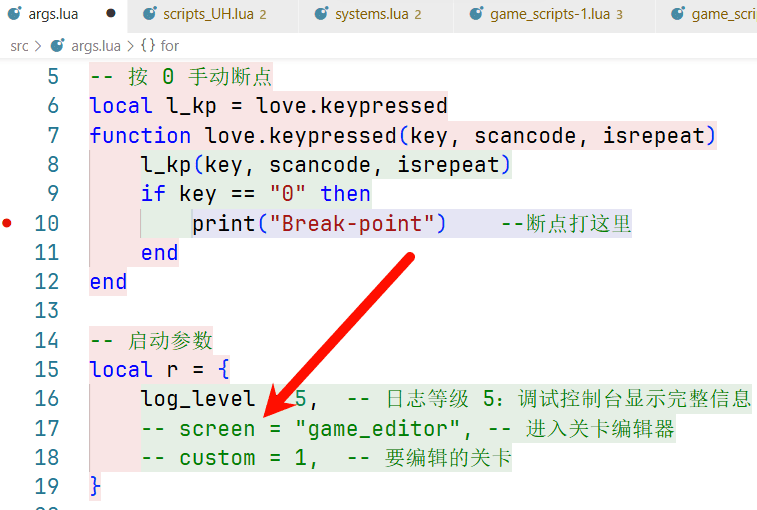 args.lua scripts_UH.lua 2 systems.lua 2 game_scripts-1.lua 3 game_scri
src > args.lua > {} for
5 -- 按 0 手动断点
6 local l_kp = love.keypressed
7 function love.keypressed(key, scancode, isrepeat)
8 l_kp(key, scancode, isrepeat)
9 if key == "0" then
10 print("Break-point") --断点打这里
11 end
12 end
13
14 -- 启动参数
15 local r = {
16 log_level 5, -- 日志等级 5：调试控制台显示完整信息
17 -- screen = "game_editor", -- 进入关卡编辑器
18 -- custom = 1, -- 要编辑的关卡
19 }